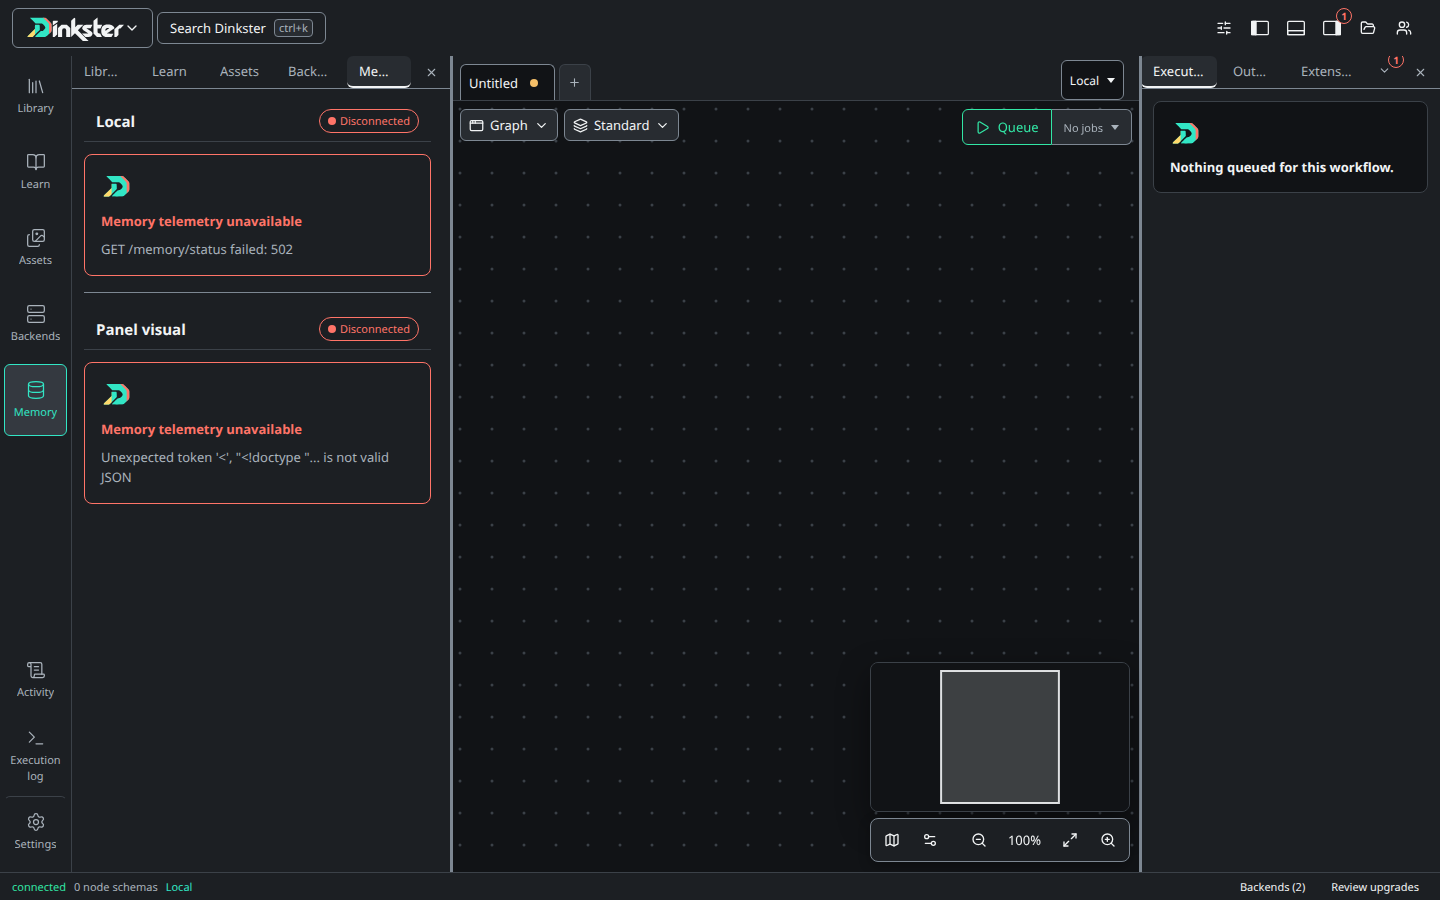 Dinkster
Search Dinkster ctrl+k
1
Libr...
Learn
Assets
Back...
Me...
Library
Learn
Assets
Backends
Memory
Activity
Execution
log
Settings
Local
Disconnected
Memory telemetry unavailable
GET /memory/status failed: 502
Panel visual
Disconnected
Memory telemetry unavailable
Unexpected token '<', "<!doctype "... is not valid
JSON
Untitled
Local
Graph
Standard
Queue
No jobs
100%
Execut...
Out...
Extens...
1
Nothing queued for this workflow.
connected 0 node schemas Local
Backends (2)
Review upgrades